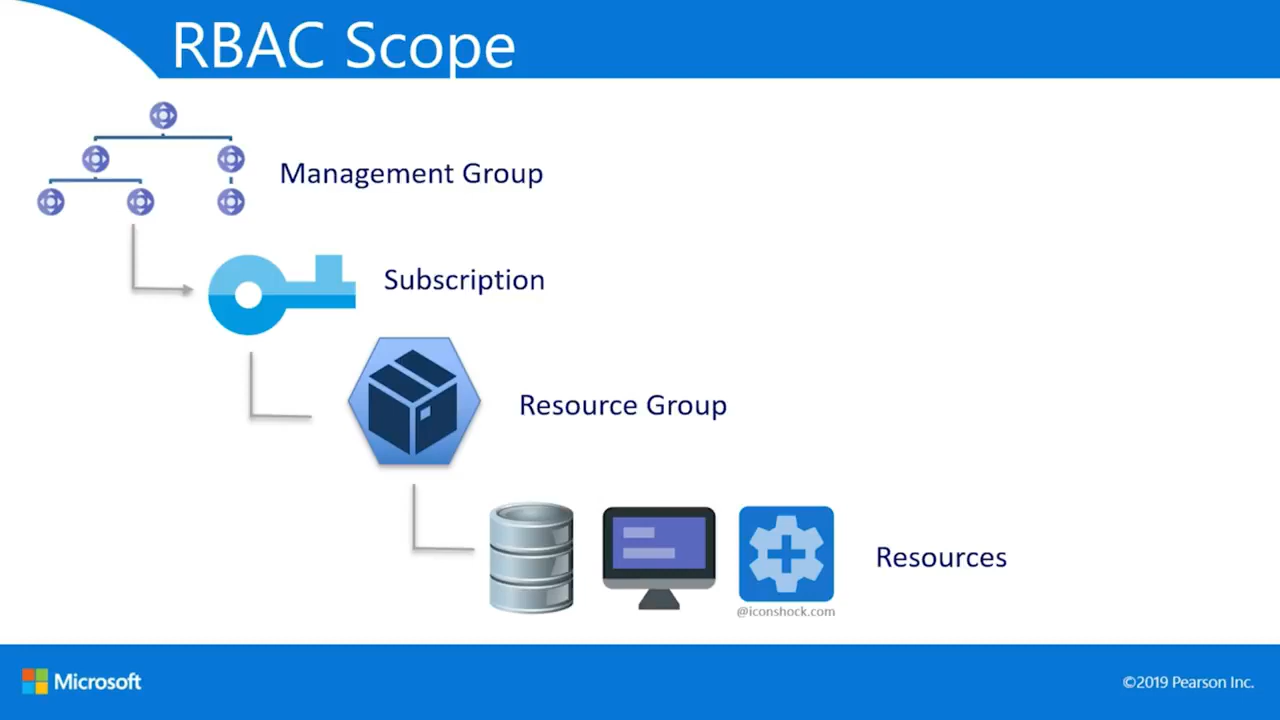 RBAC Scope
Management Group
Subscription
Resource Group
Resources
@iconshock.com
Microsoft
©2019 Pearson Inc.